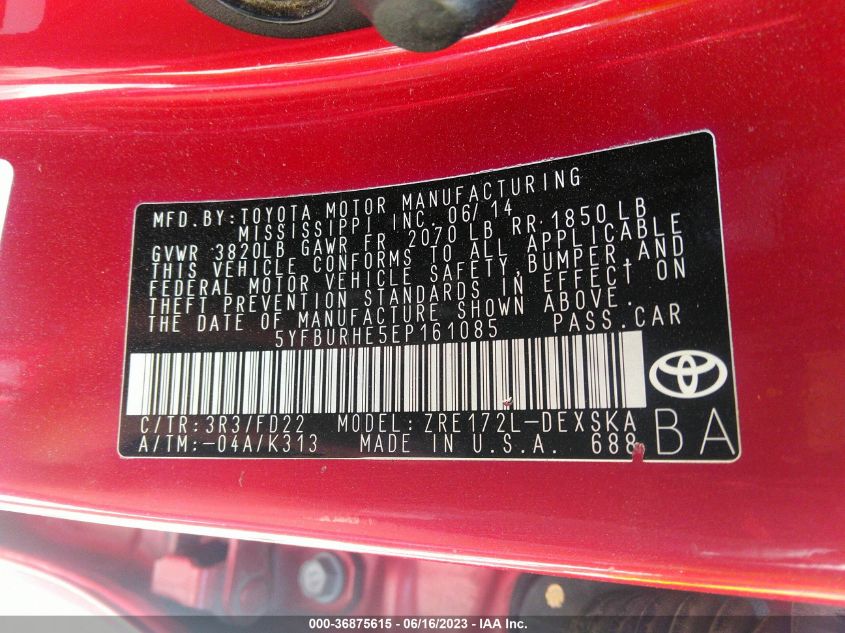 MFD. BY: TOYOTA MOTOR MANUFACTURING
MISSISSIPPI INC. 06/14
GVWR 3820LB GAWR FR 2070 LB RR 1850 LB
THIS VEHICLE CONFORMS TO ALL APPLICABLE
FEDERAL MOTOR VEHICLE SAFETY, BUMPER, AND
THEFT PREVENTION STANDARDS IN EFFECT ON
THE DATE OF MANUFACTURE SHOWN ABOVE.
5YFBURHE5EP161085 PASS. CAR
C/TR: 3R3/FD22 MODEL: ZRE172L-DEXSKA
A/TM: -04A/K313 MADE IN U.S.A. 688
BA
000-36875615 - 06/16/2023 - © IAA Inc.